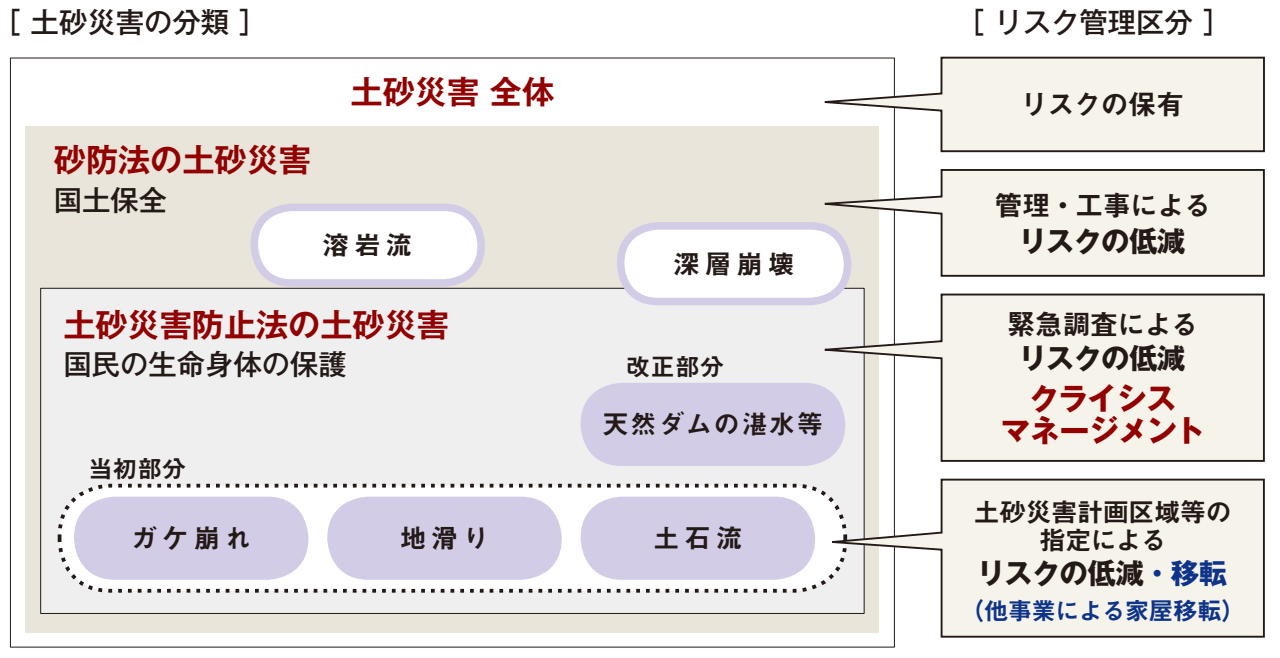 [ 土砂災害の分類 ]
[ リスク管理区分 ]
土砂災害 全体
リスクの保有
砂防法の土砂災害
国土保全
管理・工事による
リスクの低減
溶岩流
深層崩壊
土砂災害防止法の土砂災害
国民の生命身体の保護
緊急調査による
リスクの低減
クライシス
マネージメント
改正部分
天然ダムの湛水等
当初部分
ガケ崩れ
地滑り
土石流
土砂災害計画区域等の
指定による
リスクの低減・移転
(他事業による家屋移転)